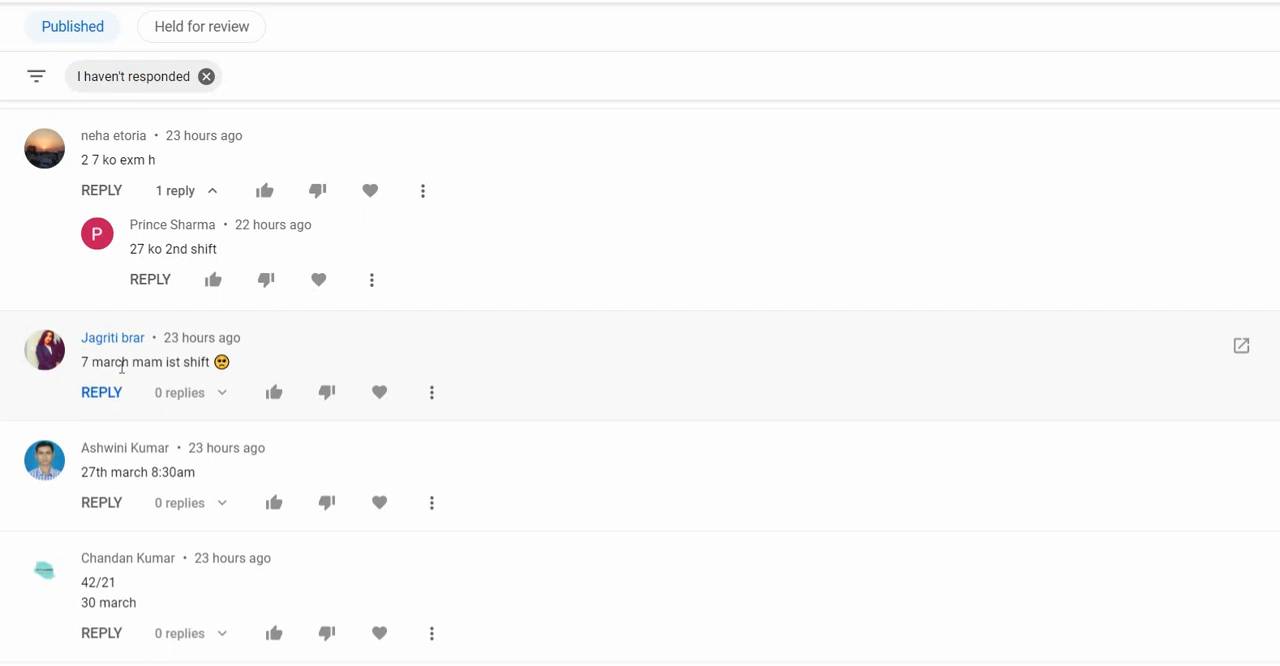 Published Held for review
I haven't responded
neha etoria • 23 hours ago
2 7 ko exm h
REPLY 1 reply
P
Prince Sharma • 22 hours ago
27 ko 2nd shift
REPLY
Jagriti brar • 23 hours ago
7 march mam ist shift 🥺
REPLY 0 replies
Ashwini Kumar • 23 hours ago
27th march 8:30am
REPLY 0 replies
Chandan Kumar • 23 hours ago
42/21
30 march
REPLY 0 replies